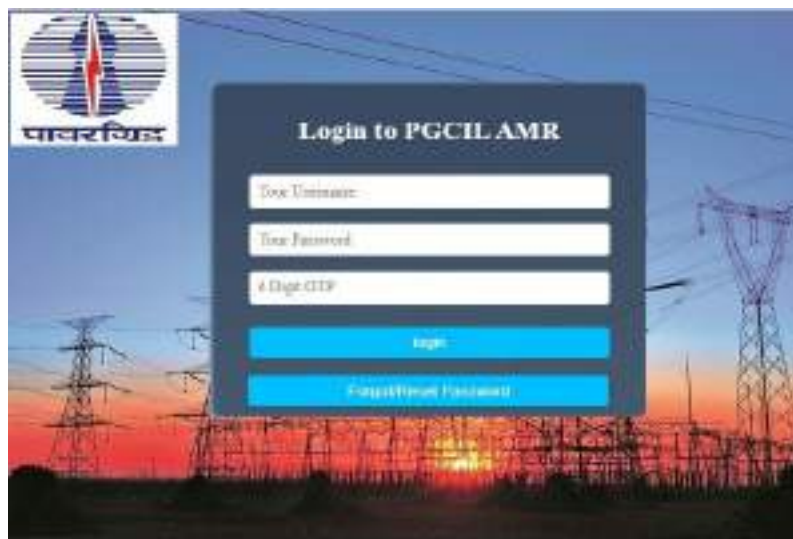 पावरग्रिड
Login to PGCIL AMR
Your Username
Your Password
6 Digit OTP
login
Forgot/Reset Password